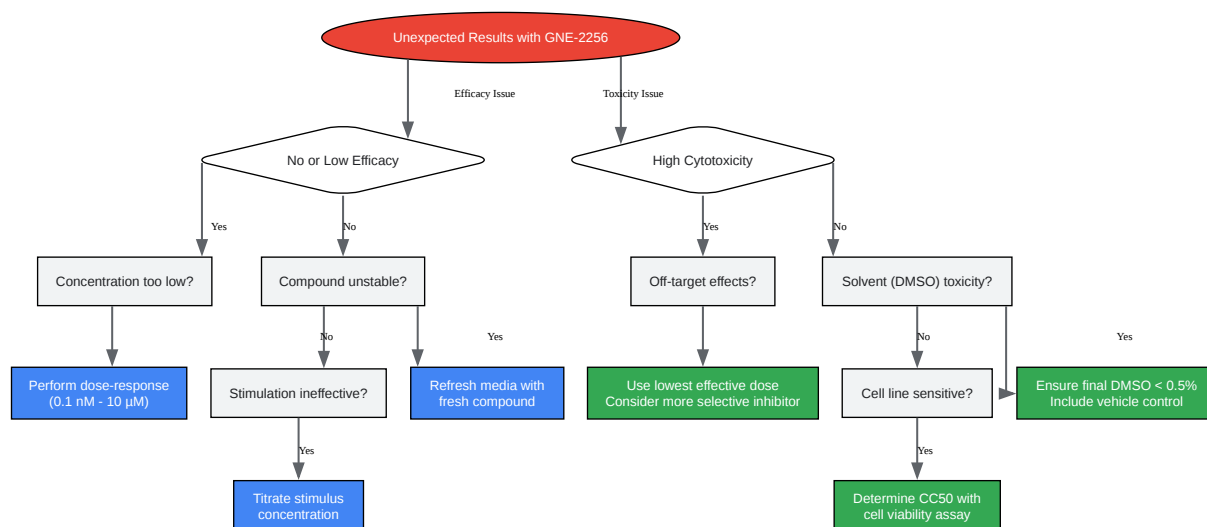 Unexpected Results with GNE-2256
Efficacy Issue
Toxicity Issue
No or Low Efficacy
High Cytotoxicity
Yes
No
Yes
No
Concentration too low?
Compound unstable?
Off-target effects?
Solvent (DMSO) toxicity?
No
Yes
No
Yes
Perform dose-response
(0.1 nM - 10 µM)
Stimulation ineffective?
Refresh media with
fresh compound
Use lowest effective dose
Consider more selective inhibitor
Cell line sensitive?
Ensure final DMSO < 0.5%
Include vehicle control
Yes
Yes
Titrate stimulus
concentration
Determine CC50 with
cell viability assay